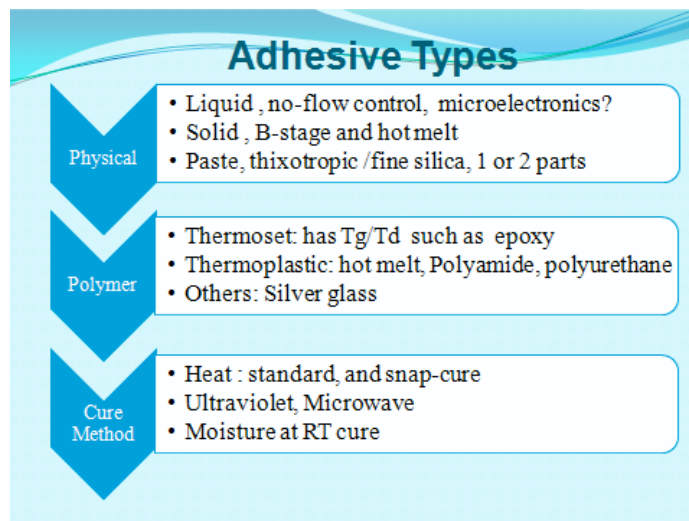 Adhesive Types
Physical
• Liquid , no-flow control, microelectronics?
• Solid , B-stage and hot melt
• Paste, thixotropic /fine silica, 1 or 2 parts
Polymer
• Thermoset: has Tg/Td such as epoxy
• Thermoplastic: hot melt, Polyamide, polyurethane
• Others: Silver glass
Cure
Method
• Heat : standard, and snap-cure
• Ultraviolet, Microwave
• Moisture at RT cure